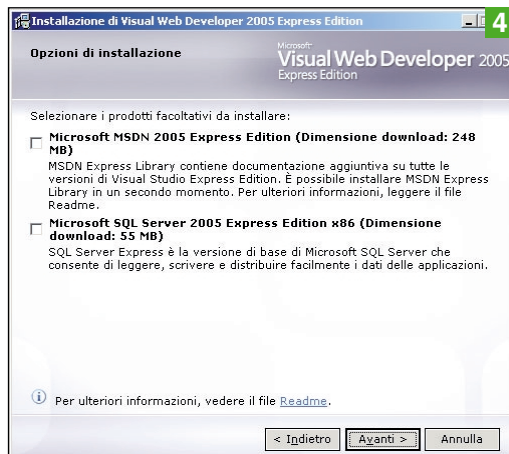 Installazione di Visual Web Developer 2005 Express Edition
4
Opzioni di installazione
Microsoft
Visual Web Developer 2005
Express Edition
Selezionare i prodotti facoltativi da installare:
Microsoft MSDN 2005 Express Edition (Dimensione download: 248
MB)
MSDN Express Library contiene documentazione aggiuntiva su tutte le
versioni di Visual Studio Express Edition. È possibile installare MSDN Express
Library in un secondo momento. Per ulteriori informazioni, leggere il file
Readme.
Microsoft SQL Server 2005 Express Edition x86 (Dimensione
download: 55 MB)
SQL Server Express è la versione di base di Microsoft SQL Server che
consente di leggere, scrivere e distribuire facilmente i dati delle applicazioni.
Per ulteriori informazioni, vedere il file Readme.
< Indietro
Avanti >
Annulla